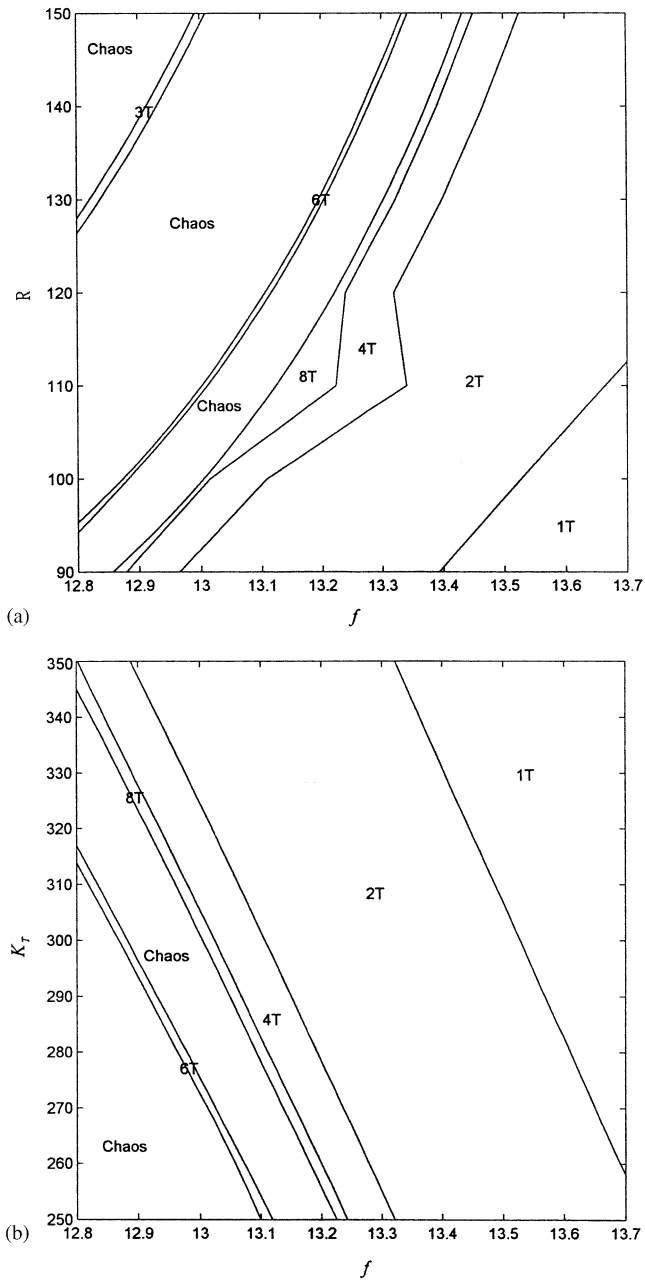 150
140
130
120
110
100
90
R
Chaos
3T
Chaos
6T
4T
8T
2T
Chaos
1T
12.8 12.9 13 13.1 13.2 13.3 13.4 13.5 13.6 13.7
(a)
f
350
340
330
320
310
300
290
280
270
260
250
K_T
1T
8T
2T
Chaos
4T
6T
Chaos
12.8 12.9 13 13.1 13.2 13.3 13.4 13.5 13.6 13.7
(b)
f